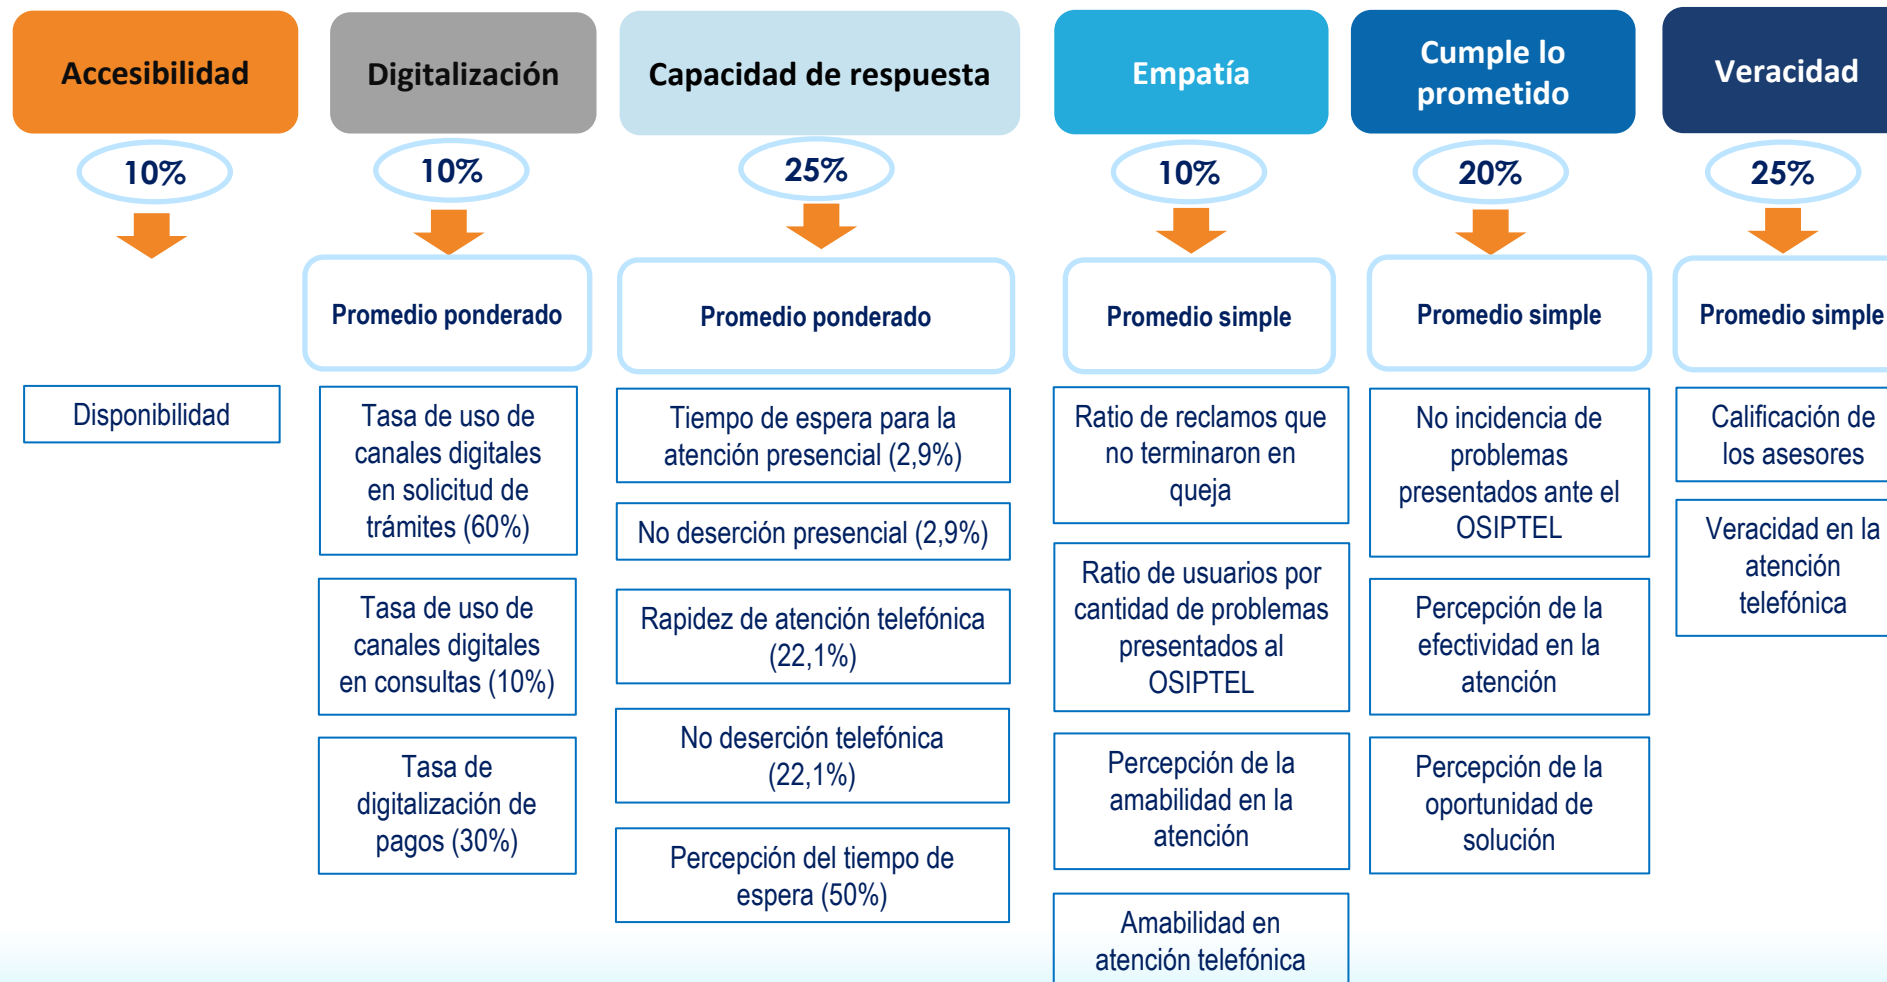 Accesibilidad
10%
Disponibilidad
Digitalización
10%
Promedio ponderado
Tasa de uso de
canales digitales
en solicitud de
trámites (60%)
Tasa de uso de
canales digitales
en consultas (10%)
Tasa de
digitalización de
pagos (30%)
Capacidad de respuesta
25%
Promedio ponderado
Tiempo de espera para la
atención presencial (2,9%)
No deserción presencial (2,9%)
Rapidez de atención telefónica
(22,1%)
No deserción telefónica
(22,1%)
Percepción del tiempo de
espera (50%)
Empatía
10%
Promedio simple
Ratio de reclamos que
no terminaron en
queja
Ratio de usuarios por
cantidad de problemas
presentados al
OSIPTEL
Percepción de la
amabilidad en la
atención
Amabilidad en
atención telefónica
Cumple lo
prometido
20%
Promedio simple
No incidencia de
problemas
presentados ante el
OSIPTEL
Percepción de la
efectividad en la
atención
Percepción de la
oportunidad de
solución
Veracidad
25%
Promedio simple
Calificación de
los asesores
Veracidad en la
atención
telefónica